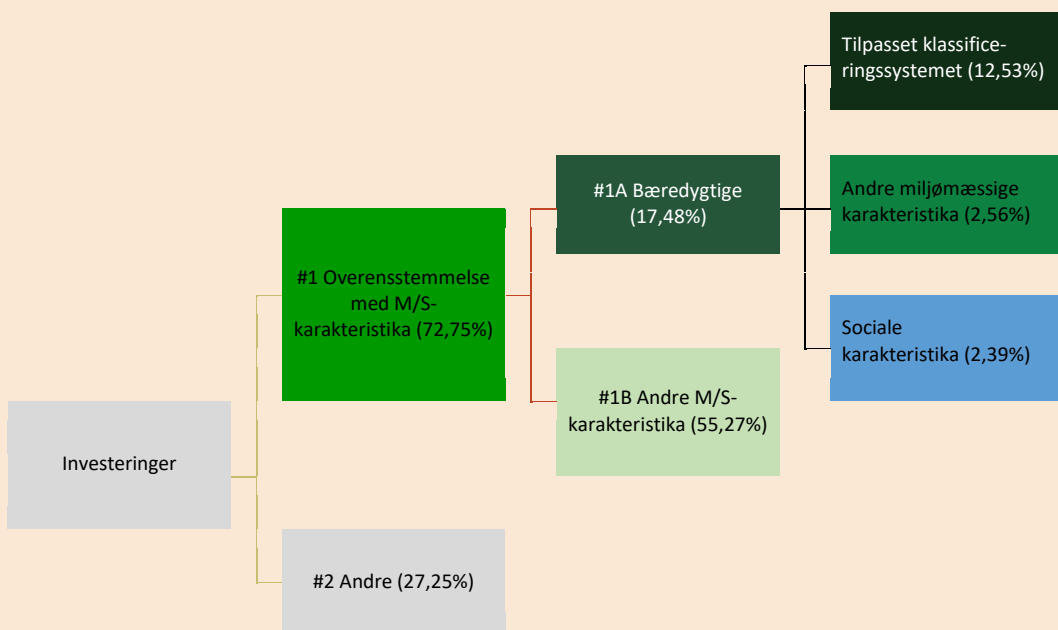 Investeringer
#1 Overensstemmelse
med M/S-
karakteristika (72,75%)
#2 Andre (27,25%)
#1A Bæredygtige
(17,48%)
#1B Andre M/S-
karakteristika (55,27%)
Tilpasset klassifice-
ringssystemet (12,53%)
Andre miljømæssige
karakteristika (2,56%)
Sociale
karakteristika (2,39%)